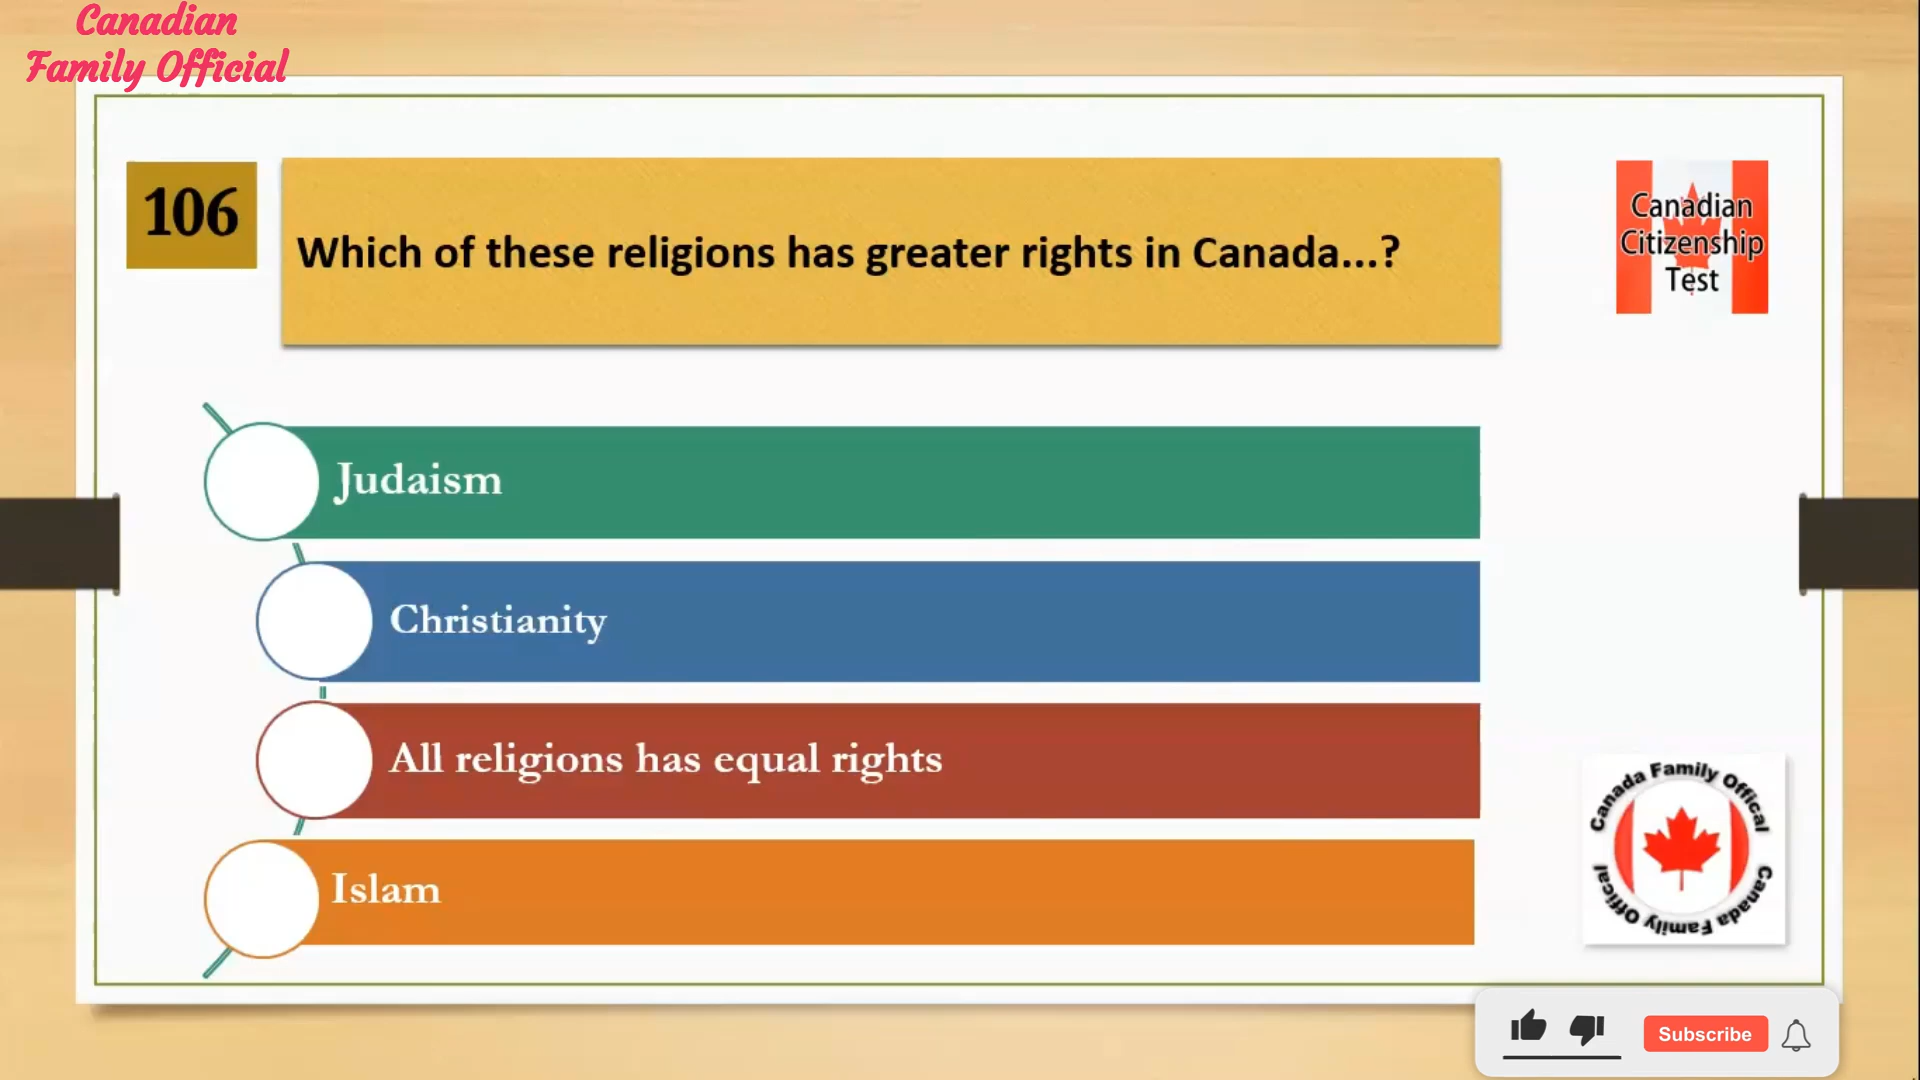 Canadian
Family Official
106
Which of these religions has greater rights in Canada...?
Canadian
Citizenship
Test
Judaism
Christianity
All religions has equal rights
Islam
Canada Family Offical
Canada Family Offical
Subscribe